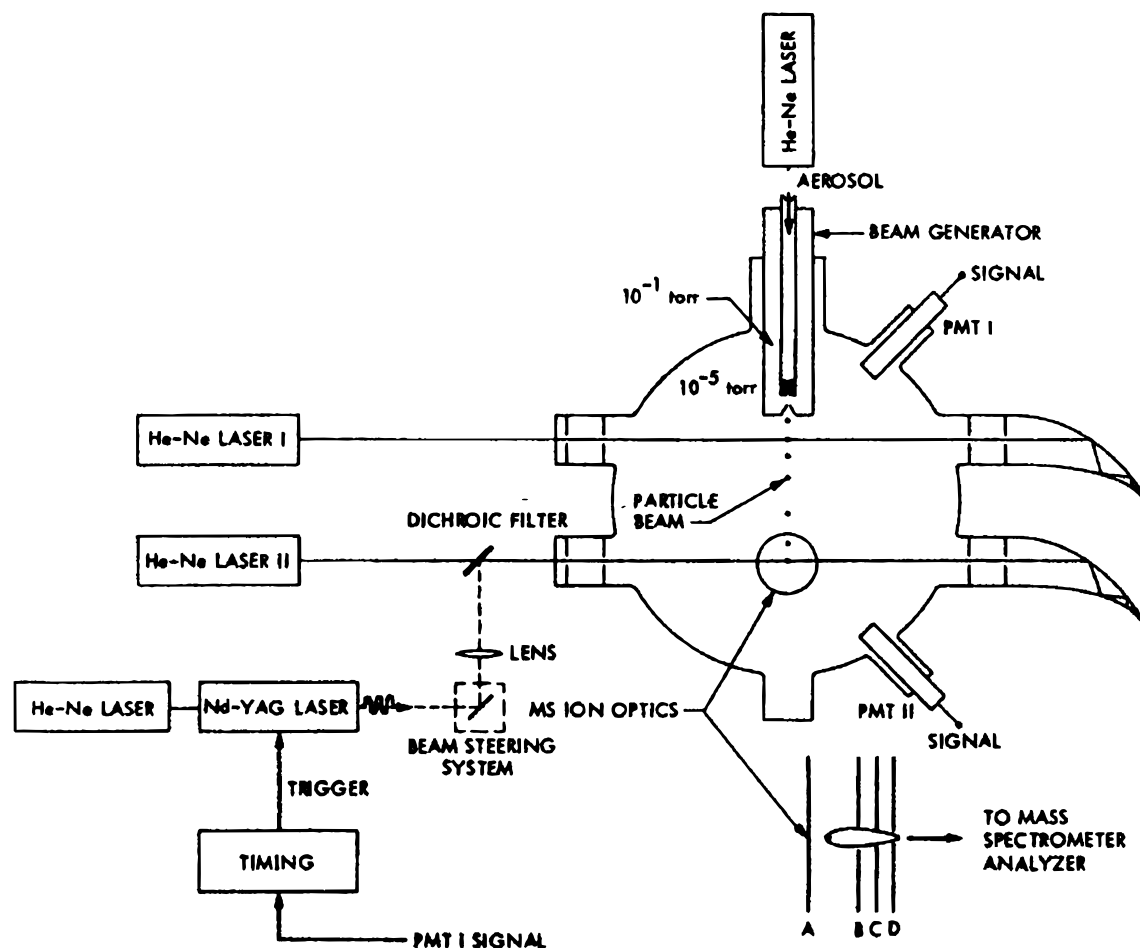 He-Ne LASER
AEROSOL
BEAM GENERATOR
SIGNAL
10⁻¹ torr
PMT I
10⁻⁵ torr
He-Ne LASER I
PARTICLE
BEAM
DICHROIC FILTER
He-Ne LASER II
LENS
He-Ne LASER
Nd-YAG LASER
MS ION OPTICS
PMT II
BEAM STEERING
SYSTEM
SIGNAL
TRIGGER
TIMING
TO MASS
SPECTROMETER
ANALYZER
A B C D
PMT I SIGNAL